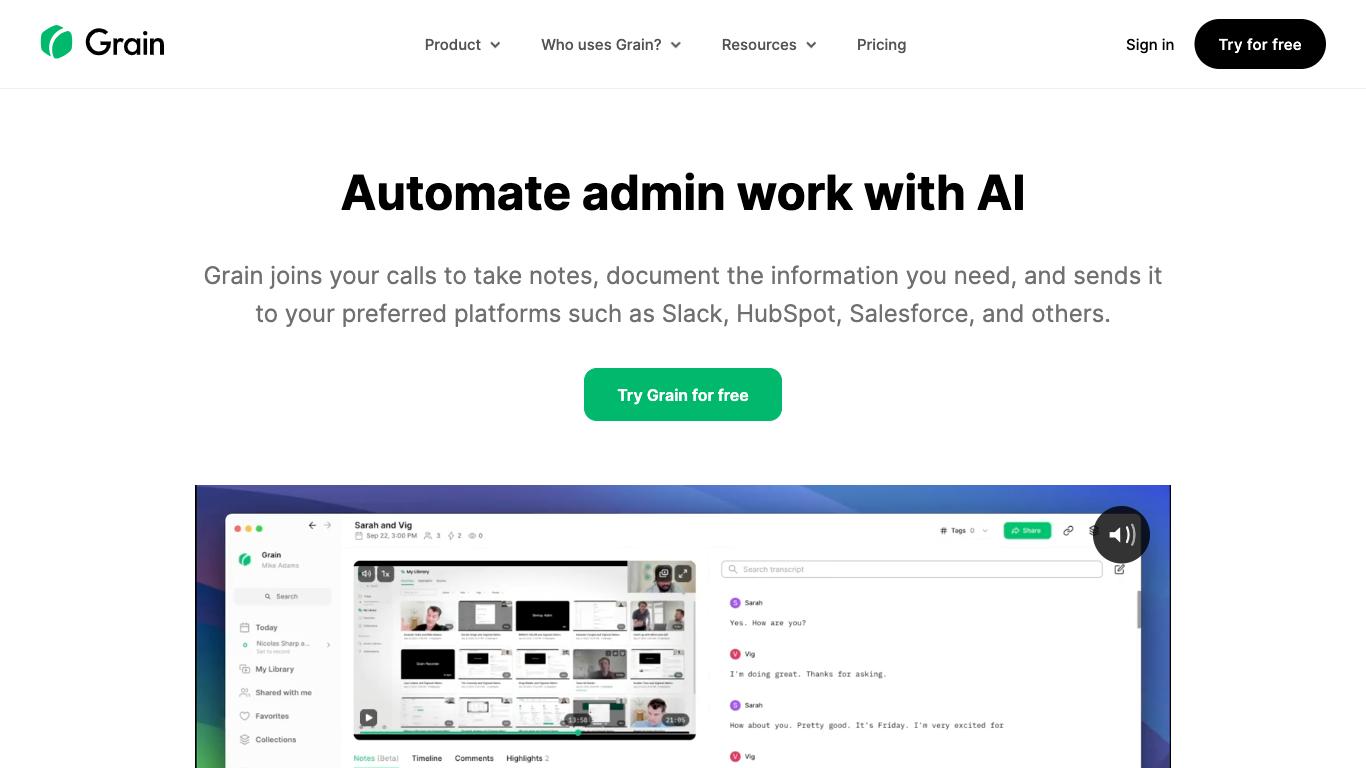 Grain
Product
Who uses Grain?
Resources
Pricing
Sign in
Try for free
Automate admin work with AI
Grain joins your calls to take notes, document the information you need, and sends it
to your preferred platforms such as Slack, HubSpot, Salesforce, and others.
Try Grain for free
Grain
Mike Adams
Search
Today
Nicolas Sharp a...
Set to record
My Library
Shared with me
Favorites
Collections
Sarah and Vig
Sep 22, 3:00 PM 3 2 0
# Tags 0
Share
1x
My Library
13:58
21:05
Notes (Beta) Timeline Comments Highlights 2
Search transcript
S Sarah
Yes. How are you?
V Vig
I'm doing great. Thanks for asking.
S Sarah
How about you. Pretty good. It's Friday. I'm very excited for
V Vig